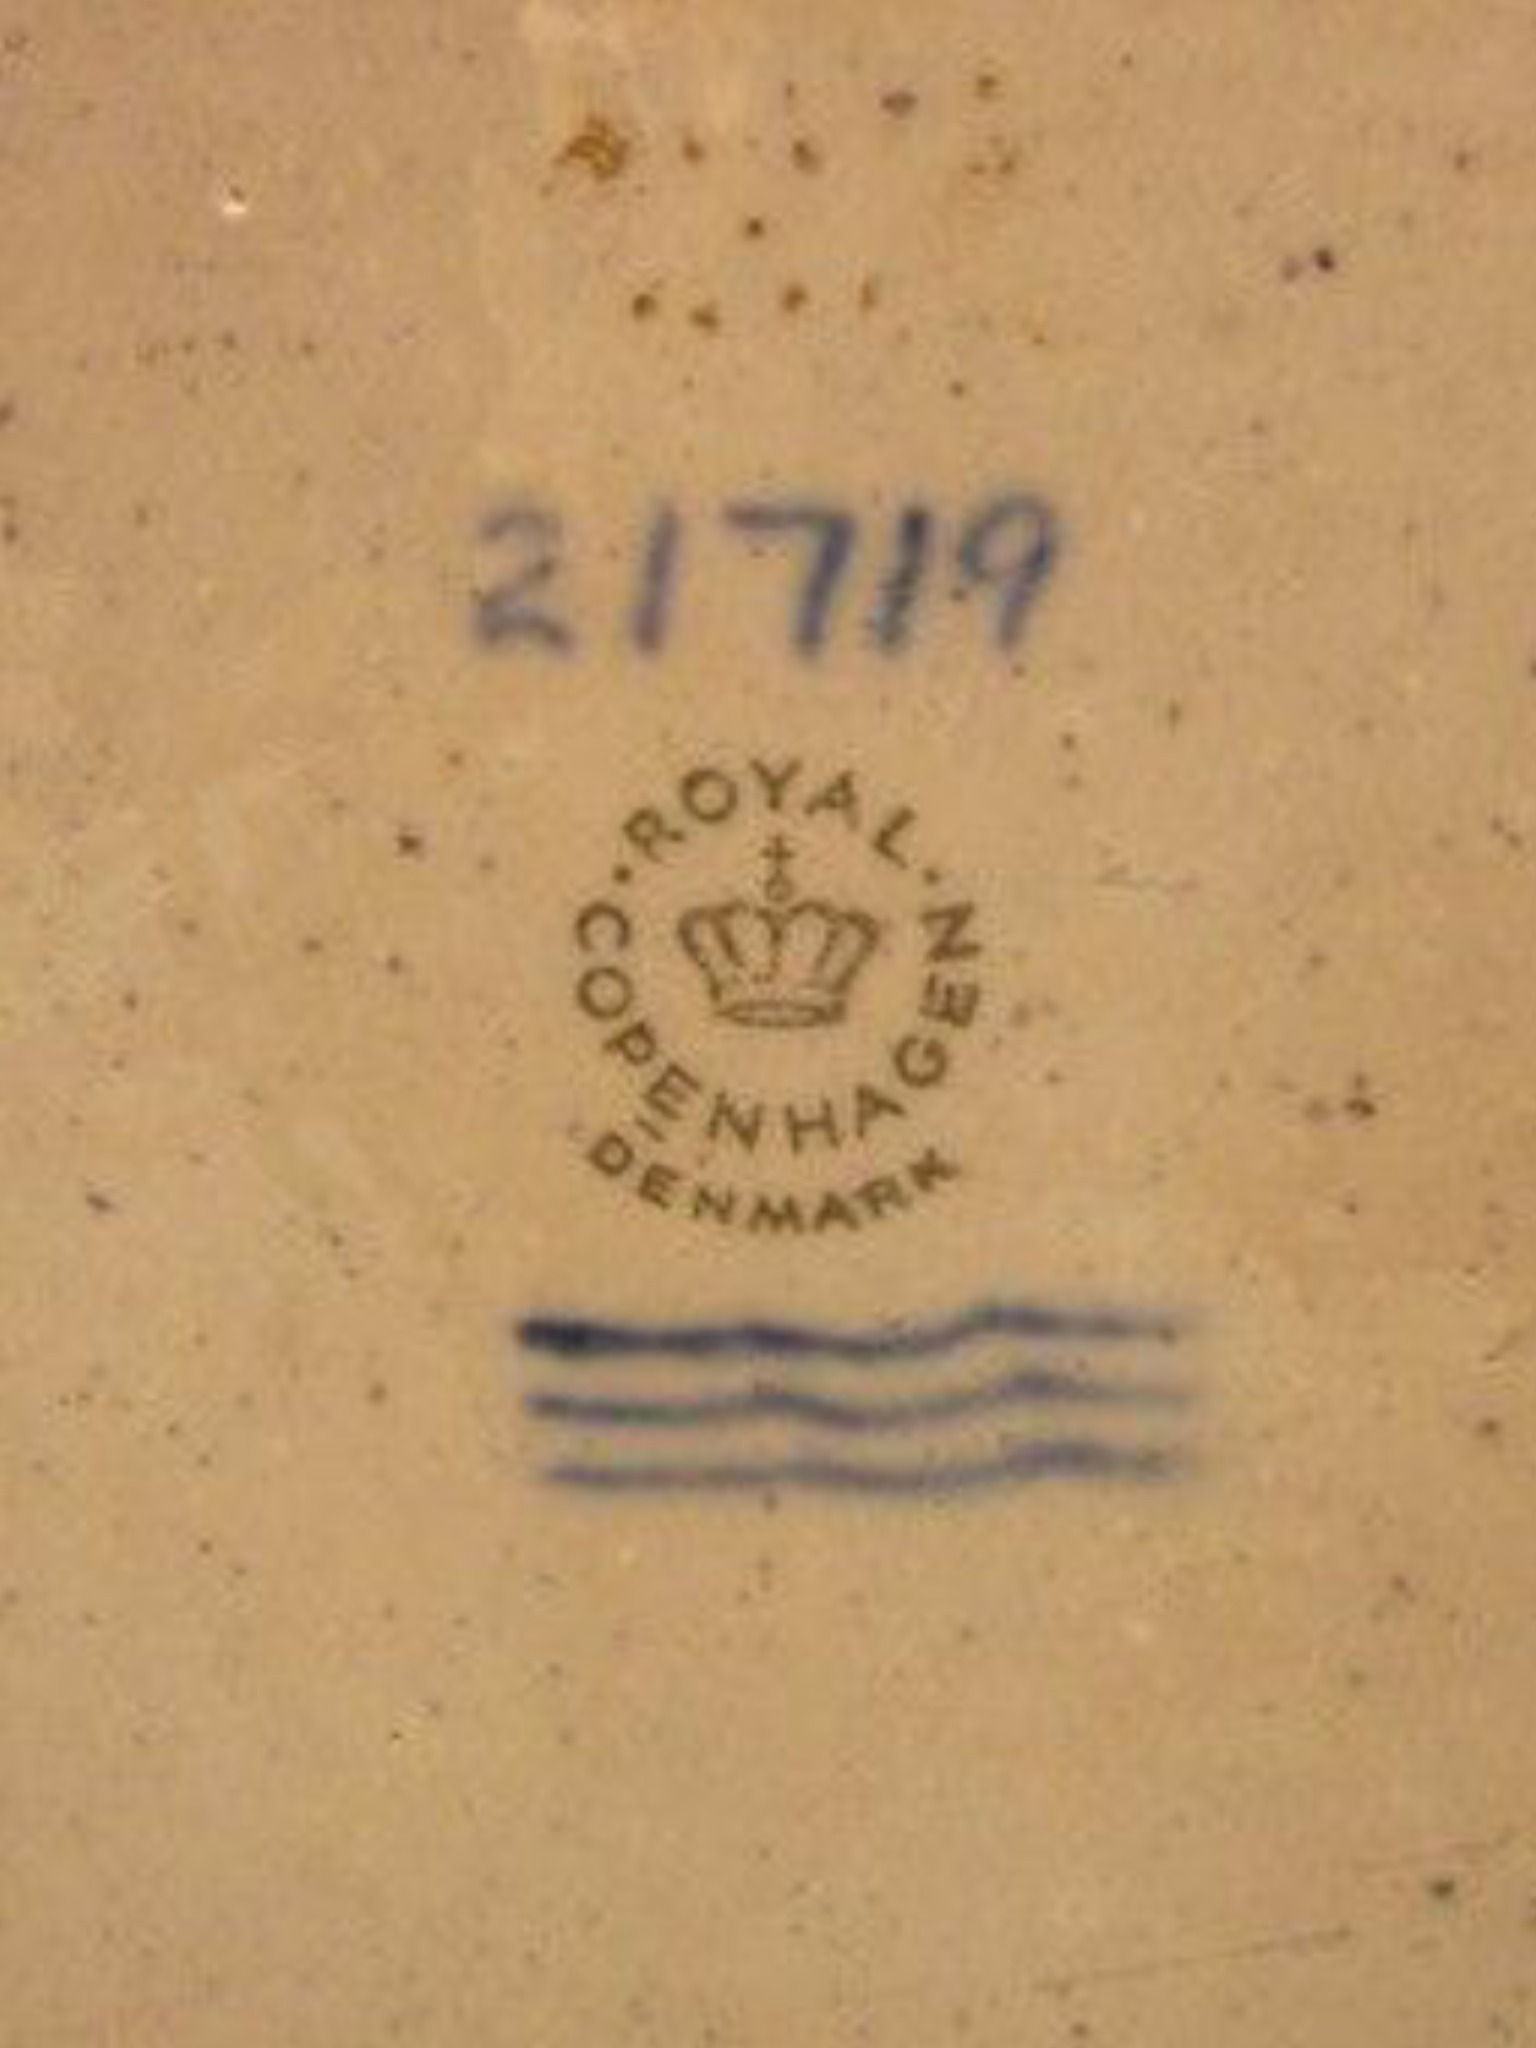 21719
· ROYAL ·
COPENHAGEN
DENMARK